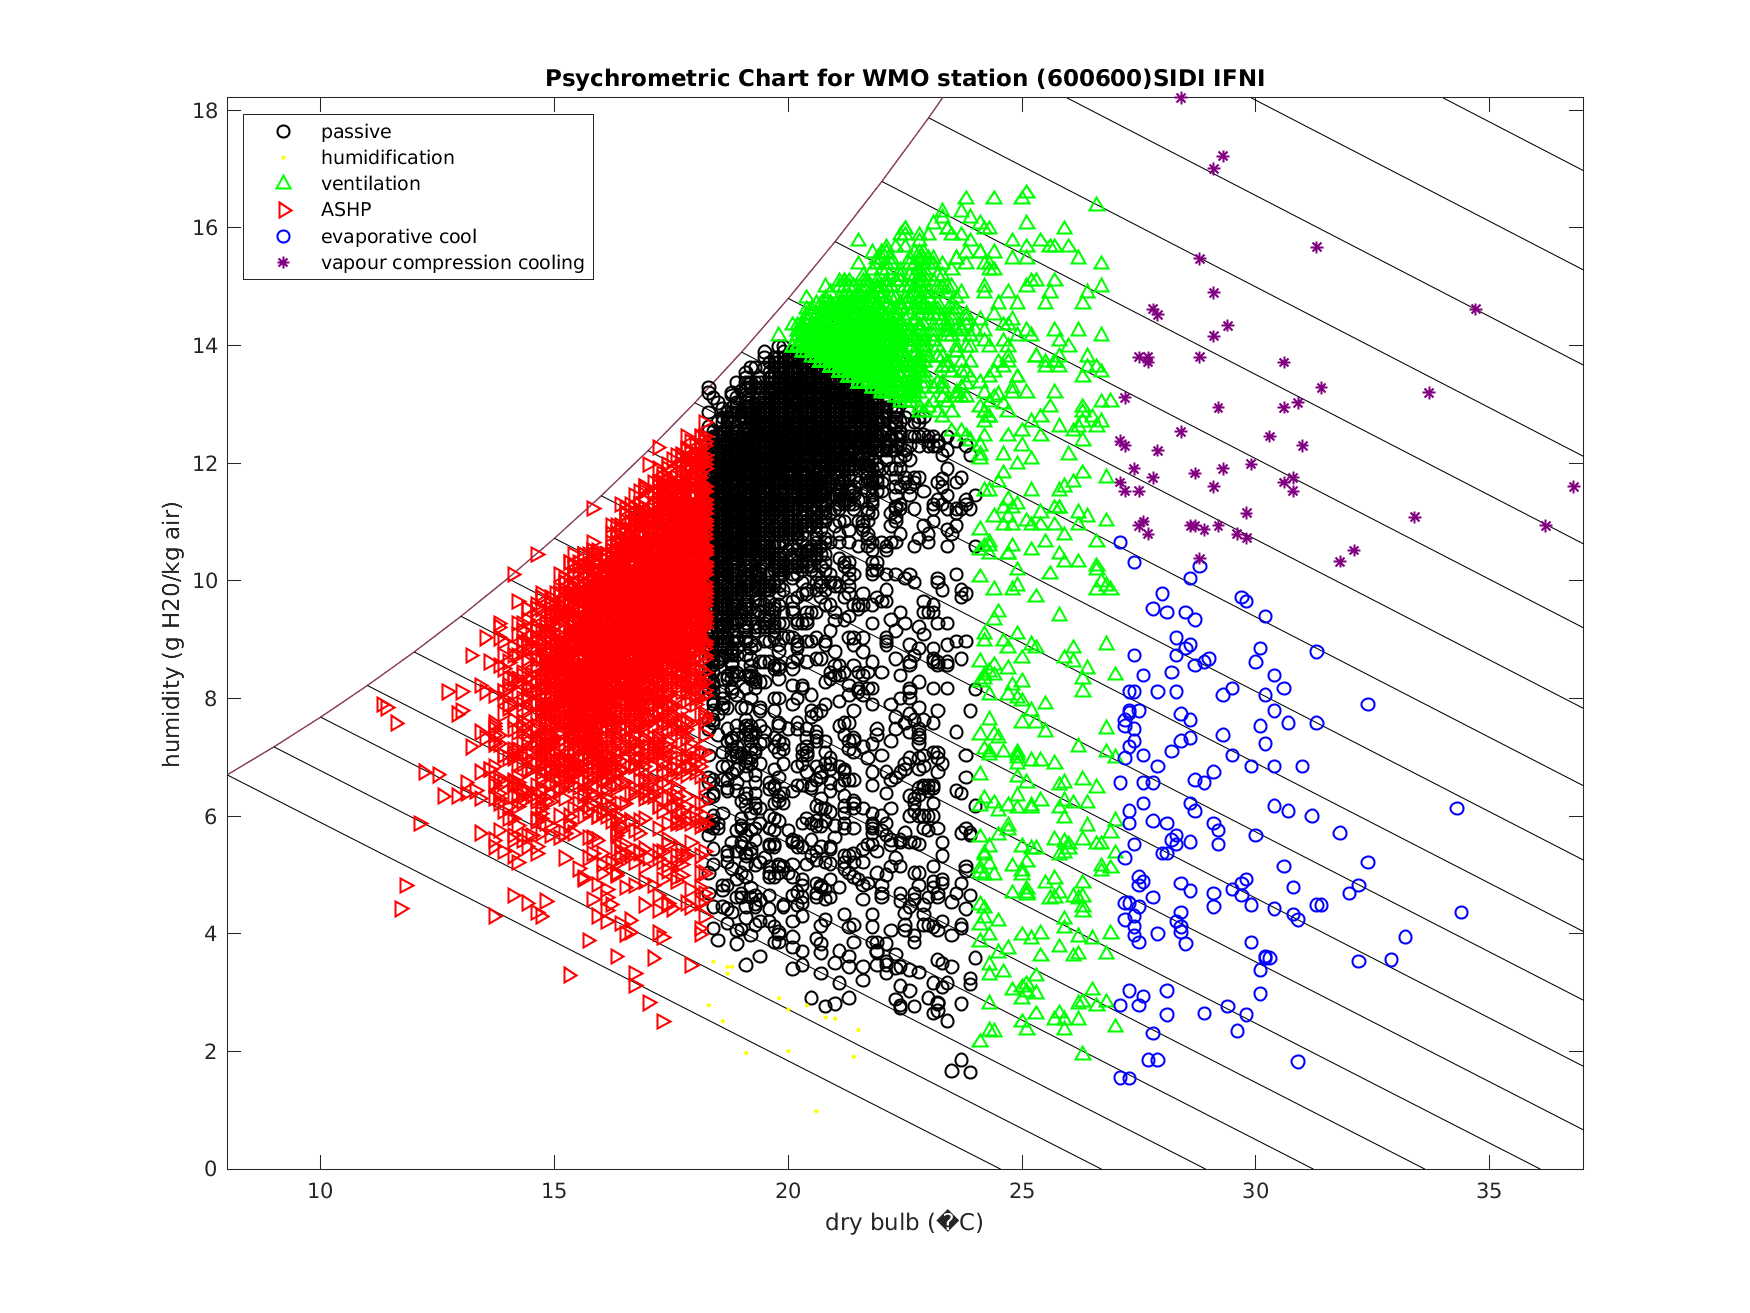 Psychrometric Chart for WMO station (600600)SIDI IFNI
passive
humidification
ventilation
ASHP
evaporative cool
vapour compression cooling
humidity (g H20/kg air)
18
16
14
12
10
8
6
4
2
0
10 15 20 25 30 35
dry bulb (�C)